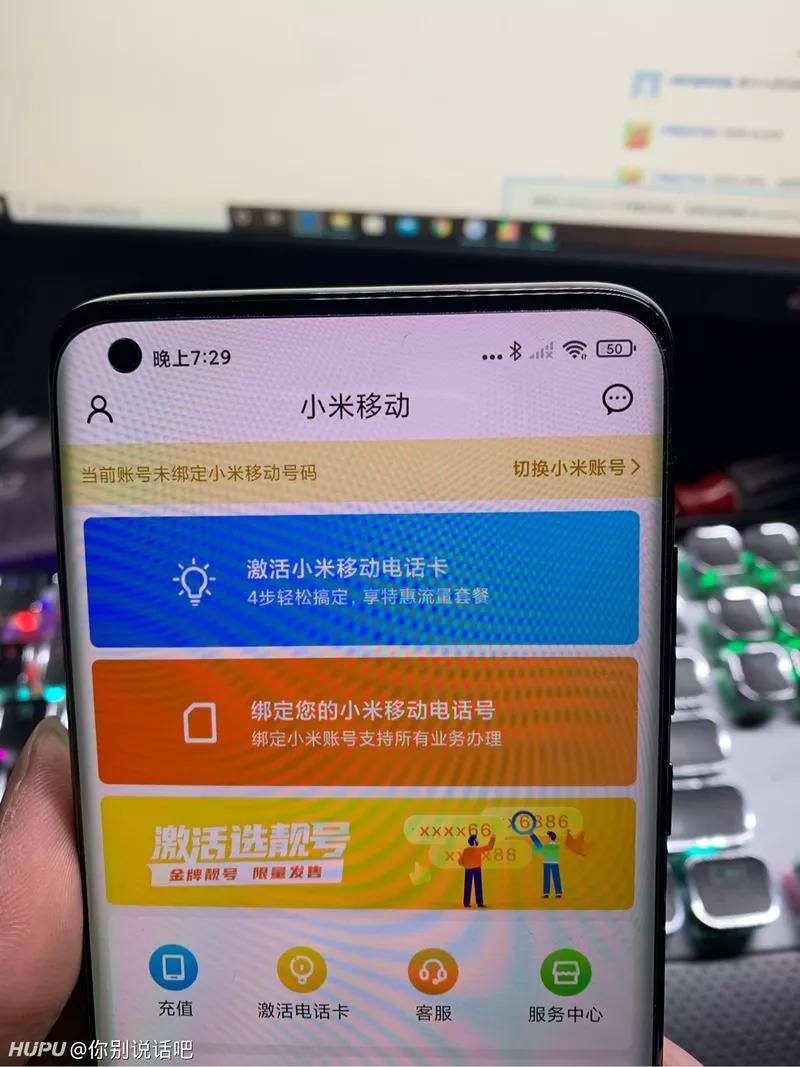 晚上7:29
50
小米移动
当前账号未绑定小米移动号码
切换小米账号
激活小米移动电话卡
4步轻松搞定，享特惠流量套餐
绑定您的小米移动电话号
绑定小米账号支持所有业务办理
激活选靓号
金牌靓号 限量发售
xxxx66
x6886
充值
激活电话卡
客服
服务中心
HUPU @你别说话吧